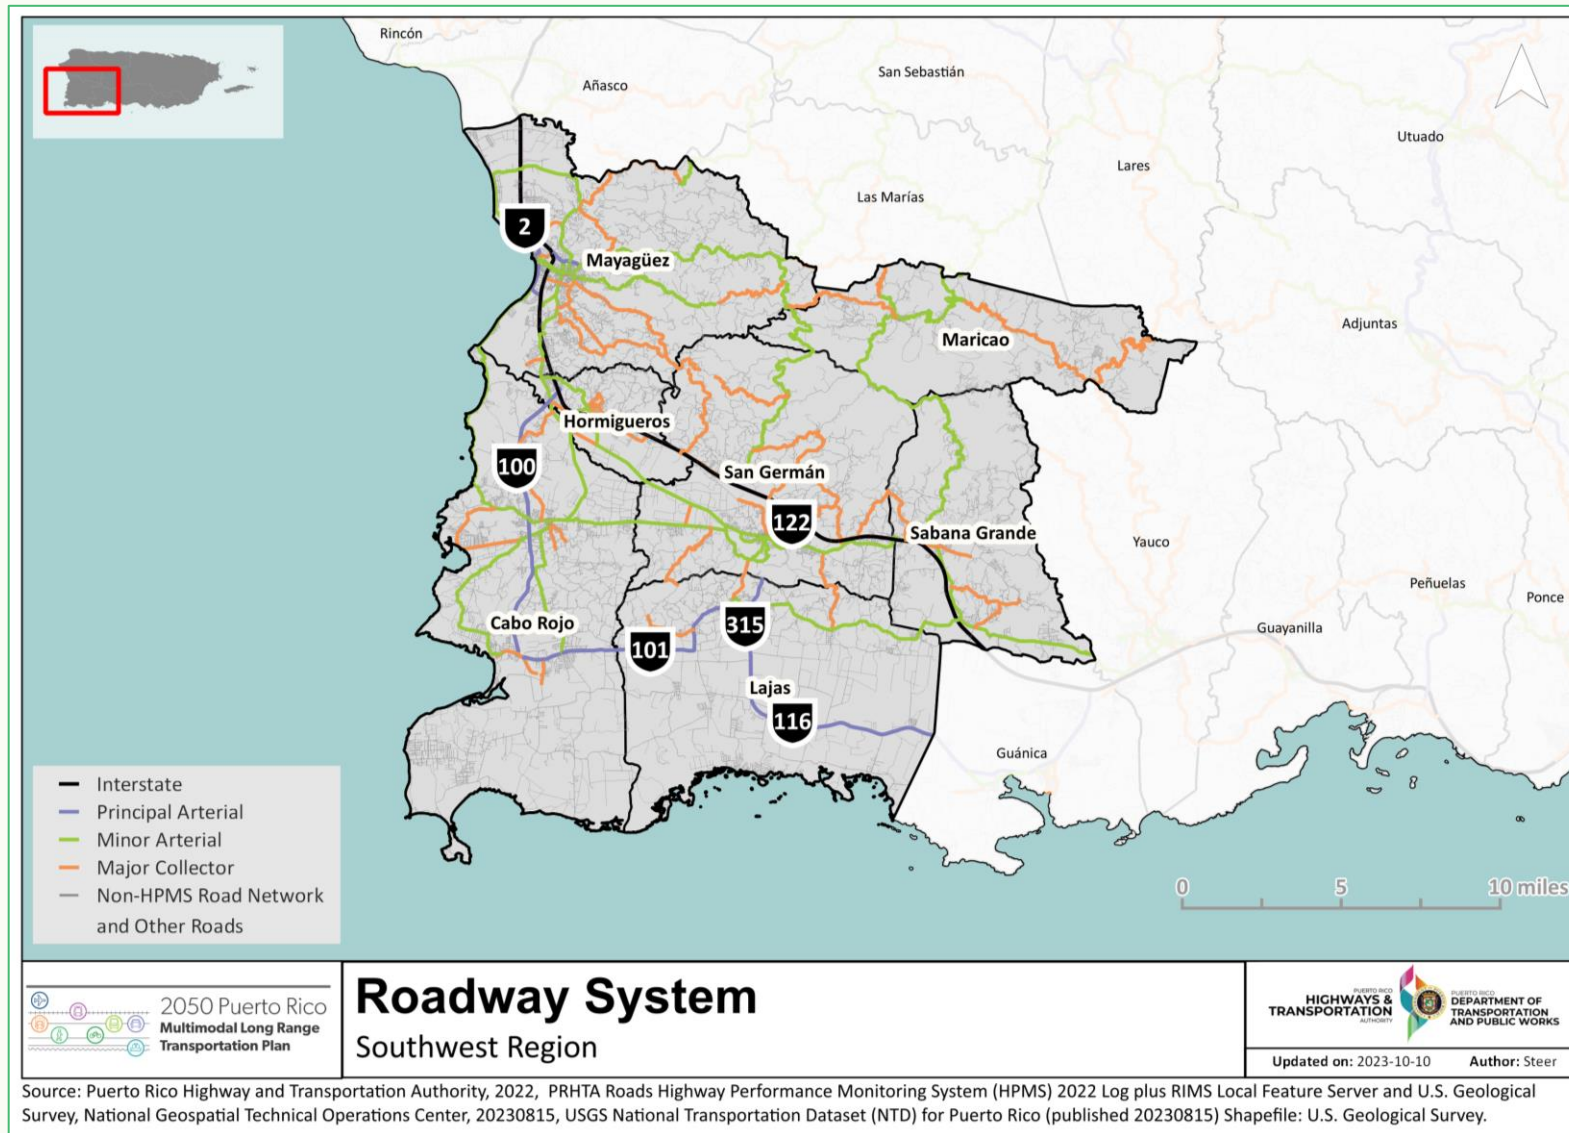 Rincón
Añasco
San Sebastián
Utuado
Lares
Las Marías
2
Mayagüez
Adjuntas
Maricao
Hormigueros
100
San Germán
122
Sabana Grande
Yauco
Peñuelas
Ponce
Cabo Rojo
315
Guayanilla
101
Lajas
116
Guánica
Interstate
Principal Arterial
Minor Arterial
Major Collector
Non-HPMS Road Network
and Other Roads
0 5 10 miles
2050 Puerto Rico
Multimodal Long Range
Transportation Plan
Roadway System
Southwest Region
PUERTO RICO
HIGHWAYS &
TRANSPORTATION
AUTHORITY
PUERTO RICO
DEPARTMENT OF
TRANSPORTATION
AND PUBLIC WORKS
Updated on: 2023-10-10 Author: Steer
Source: Puerto Rico Highway and Transportation Authority, 2022, PRHTA Roads Highway Performance Monitoring System (HPMS) 2022 Log plus RIMS Local Feature Server and U.S. Geological
Survey, National Geospatial Technical Operations Center, 20230815, USGS National Transportation Dataset (NTD) for Puerto Rico (published 20230815) Shapefile: U.S. Geological Survey.